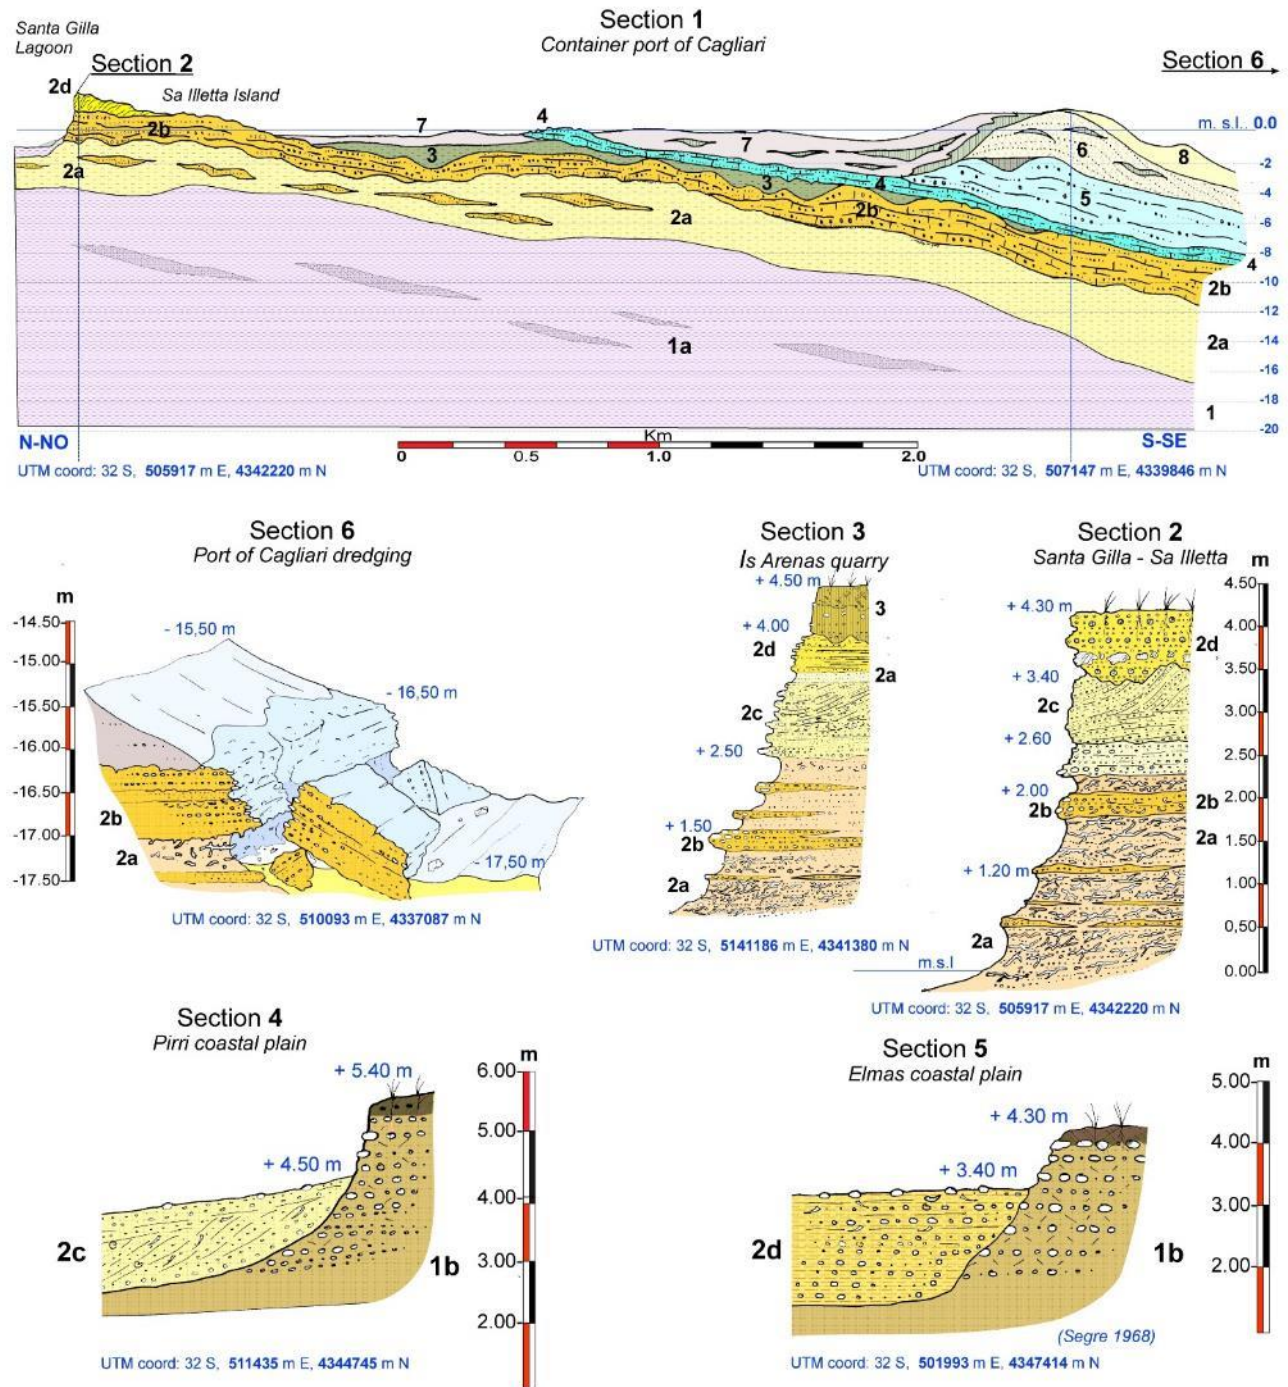 Section 1
Container port of Cagliari
Santa Gilla
Lagoon
Section 2
Section 6
2d
Sa Illetta Island
4
2b
7
m. s.l.. 0.0
7
6
8
3
-2
2a
3
4
-4
5
2b
2a
-6
-8
4
2b
-10
-12
1a
2a
-14
-16
-18
1
-20
N-NO
Km
S-SE
0
0.5
1.0
2.0
UTM coord: 32 S, 505917 m E, 4342220 m N
UTM coord: 32 S, 507147 m E, 4339846 m N
Section 6
Port of Cagliari dredging
m
-14.50
-15.00
-15.50
-16.00
-16.50
-17.00
-17.50
- 15,50 m
- 16,50 m
2b
2a
- 17,50 m
UTM coord: 32 S, 510093 m E, 4337087 m N
Section 3
Is Arenas quarry
+ 4.50 m
3
+ 4.00
2d
2a
2c
+ 2.50
+ 1.50
2b
2a
UTM coord: 32 S, 5141186 m E, 4341380 m N
Section 2
Santa Gilla - Sa Illetta
m
+ 4.30 m
4.50
4.00
2d
3.50
+ 3.40
2c
3.00
+ 2.60
2.50
+ 2.00
2b
2b
2.00
2a
1.50
+ 1.20 m
1.00
0.50
2a
m.s.l
0.00
UTM coord: 32 S, 505917 m E, 4342220 m N
Section 4
Pirri coastal plain
m
+ 5.40 m
6.00
5.00
+ 4.50 m
4.00
2c
1b
3.00
2.00
UTM coord: 32 S, 511435 m E, 4344745 m N
Section 5
Elmas coastal plain
m
5.00
+ 4.30 m
4.00
+ 3.40 m
3.00
2d
1b
2.00
(Segre 1968)
UTM coord: 32 S, 501993 m E, 4347414 m N